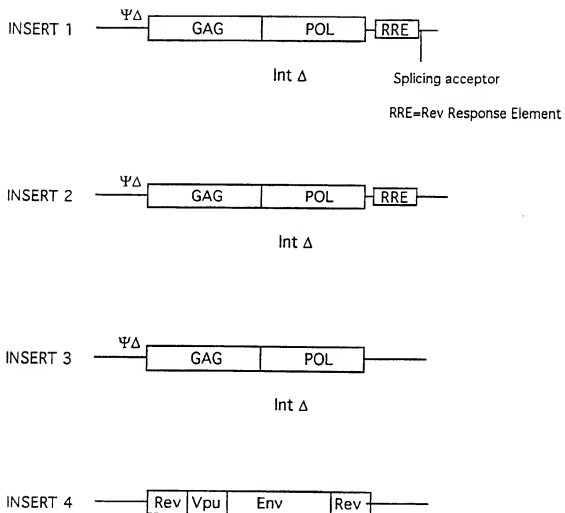 ΨΔ
INSERT 1 GAG POL RRE
Int Δ
Splicing acceptor
RRE=Rev Response Element
ΨΔ
INSERT 2 GAG POL RRE
Int Δ
ΨΔ
INSERT 3 GAG POL
Int Δ
INSERT 4 Rev Vpu Env Rev